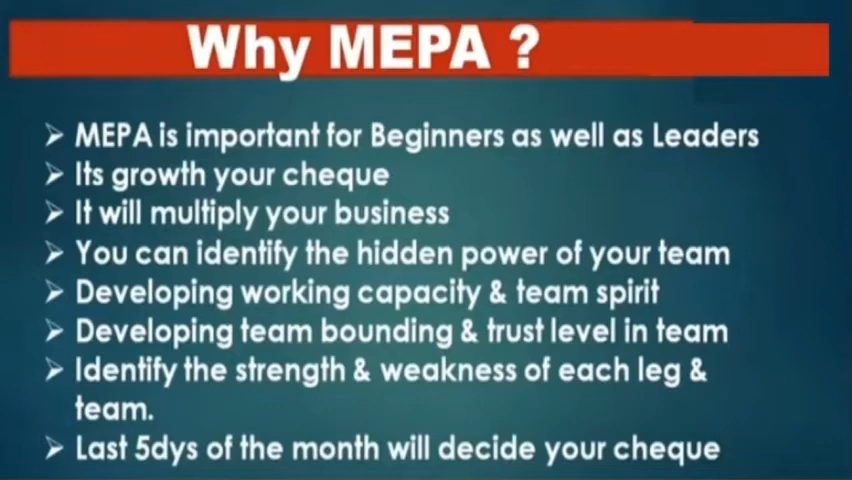 Why MEPA ?
MEPA is important for Beginners as well as Leaders
Its growth your cheque
It will multiply your business
You can identify the hidden power of your team
Developing working capacity & team spirit
Developing team bounding & trust level in team
Identify the strength & weakness of each leg &
team.
Last 5dys of the month will decide your cheque